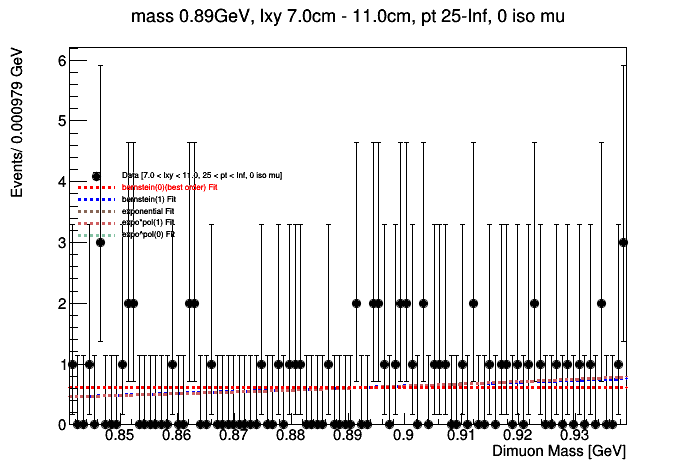 mass 0.89GeV, lxy 7.0cm - 11.0cm, pt 25-Inf, 0 iso mu
Events/ 0.000979 GeV
6
5
4
3
2
1
0
Data [7.0 < lxy < 11.0, 25 < pt < Inf, 0 iso mu]
bernstein(0)(best order) Fit
bernstein(1) Fit
exponential Fit
expo*pol(1) Fit
expo*pol(0) Fit
0.85 0.86 0.87 0.88 0.89 0.9 0.91 0.92 0.93
Dimuon Mass [GeV]